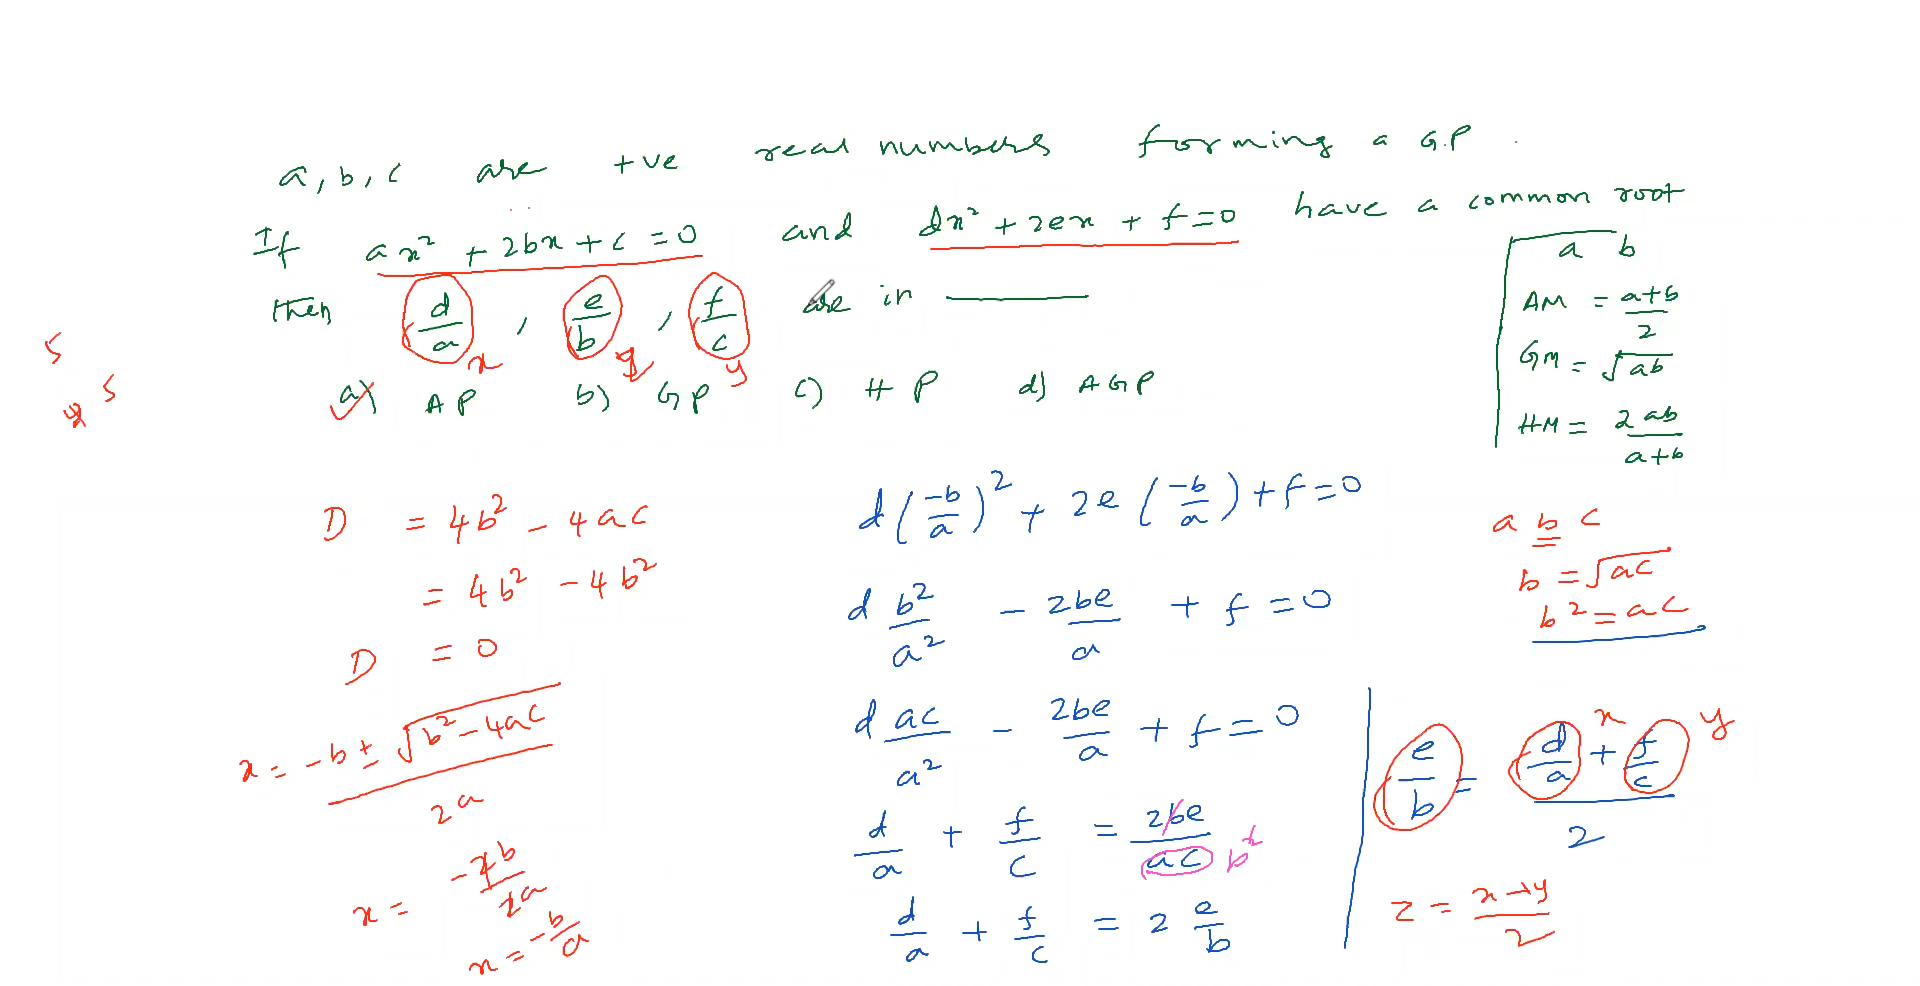 a, b, c are +ve real numbers forming a G.P.
If ax² + 2bx + c = 0 and dx² + 2ex + f = 0 have a common root
then d/a, e/b, f/c are in ______
x z y
a) AP b) GP c) HP d) AGP
5
5
a b
AM = (a+b)/2
GM = √ab
HM = 2ab/(a+b)
D = 4b² - 4ac
= 4b² - 4b²
D = 0
x = (-b ± √(b² - 4ac))/2a
x = -2b/2a
x = -b/a
d(-b/a)² + 2e(-b/a) + f = 0
d b²/a² - 2be/a + f = 0
d ac/a² - 2be/a + f = 0
d/a + f/c = 2be/ac b²
d/a + f/c = 2 e/b
a b c
b = √ac
b² = ac
x y
e/b = (d/a + f/c)/2
z = (x+y)/2